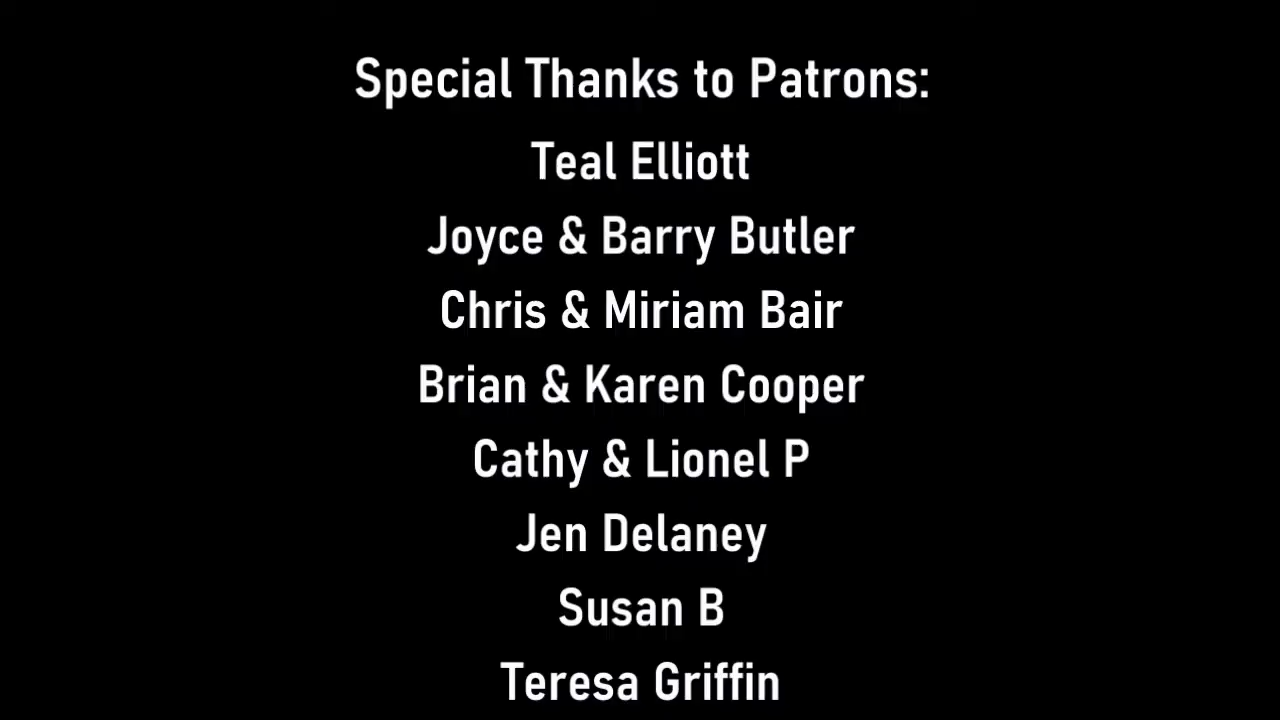 Special Thanks to Patrons:
Teal Elliott
Joyce & Barry Butler
Chris & Miriam Bair
Brian & Karen Cooper
Cathy & Lionel P
Jen Delaney
Susan B
Teresa Griffin